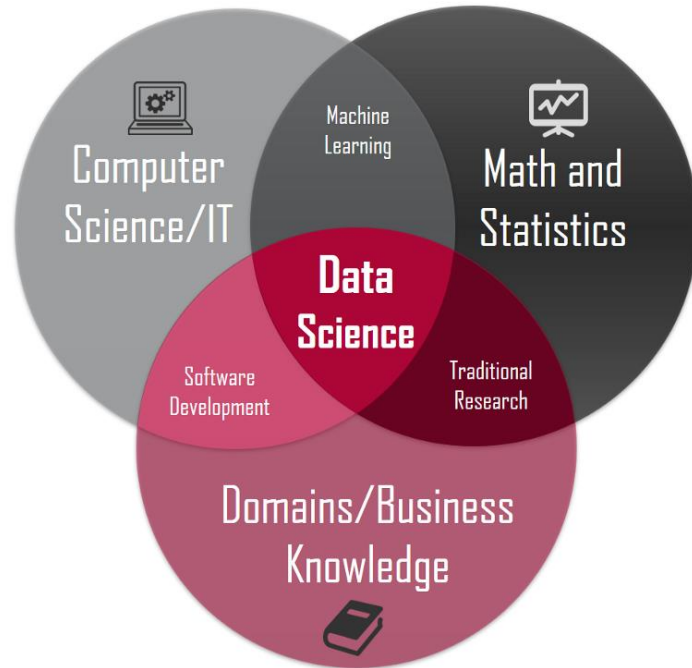 Machine
Learning
Computer
Science/IT
Math and
Statistics
Data
Science
Software
Development
Traditional
Research
Domains/Business
Knowledge